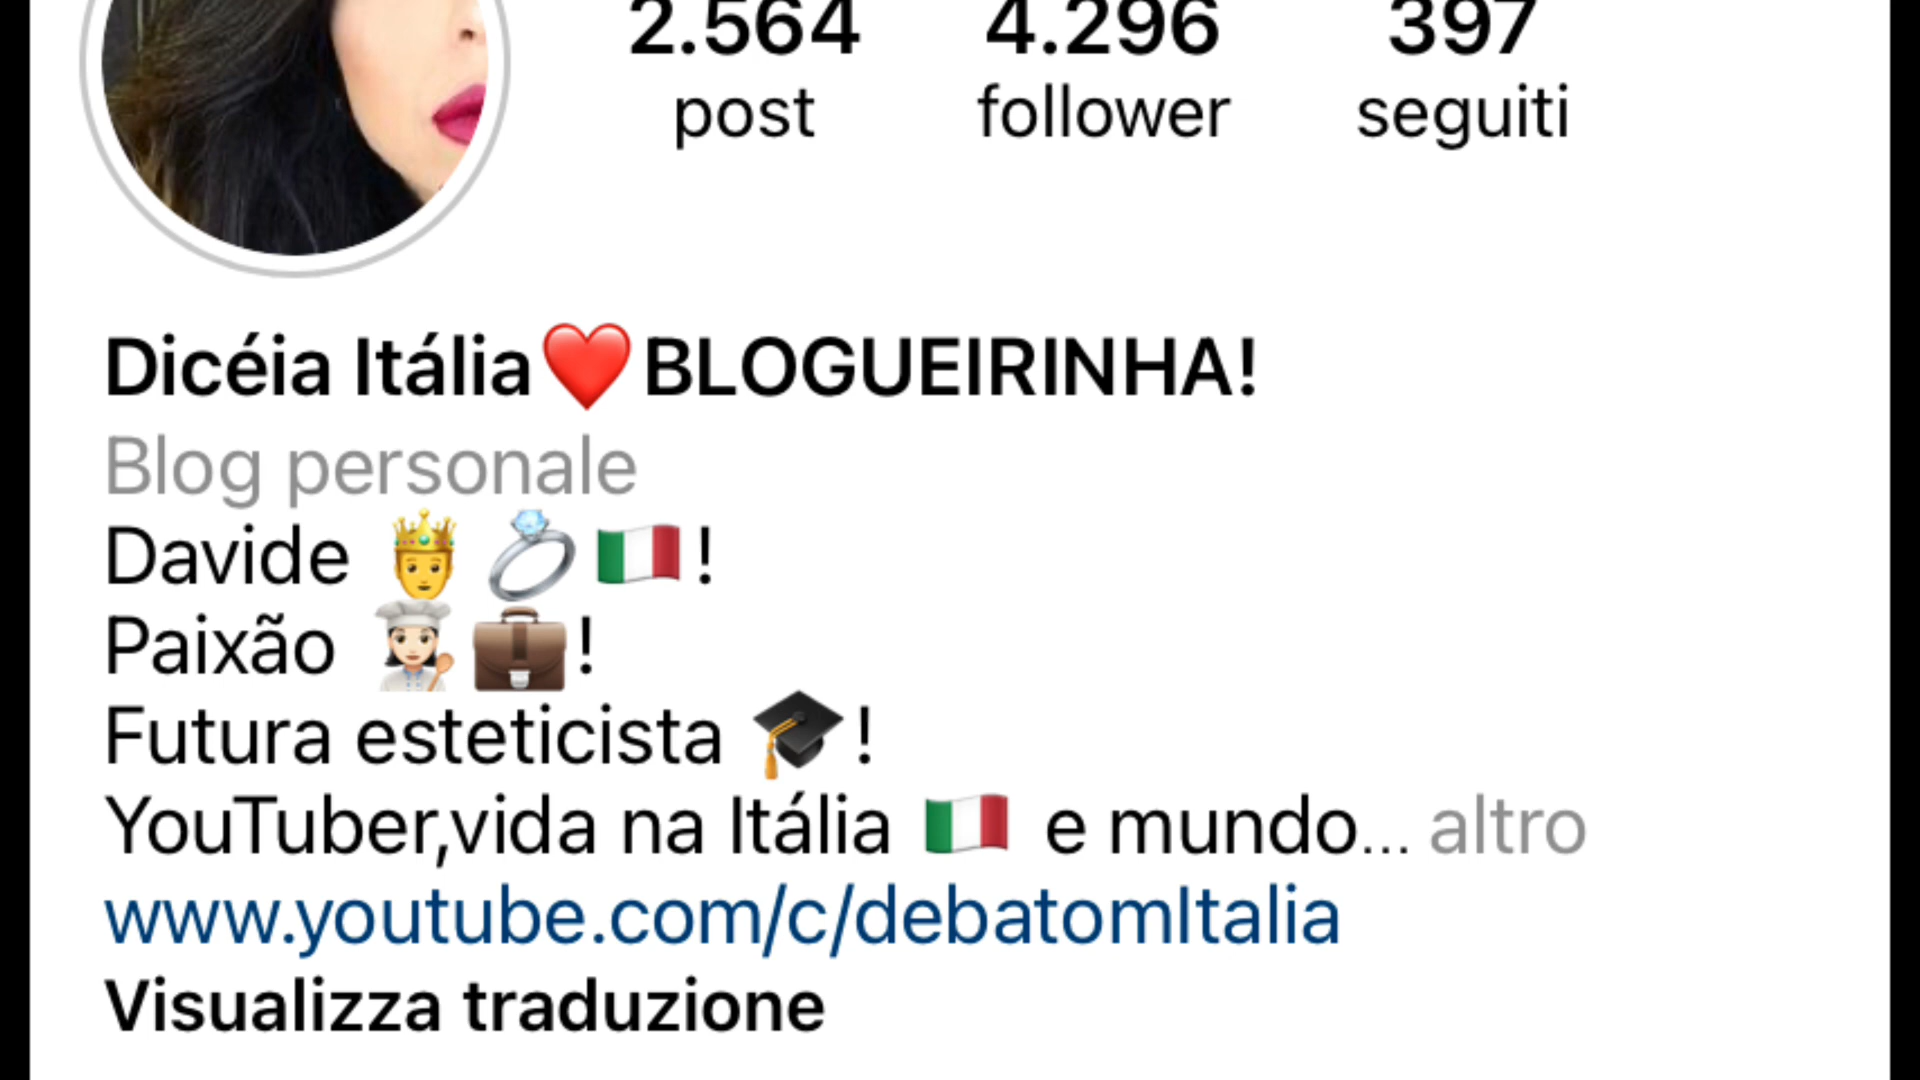 2.564 4.296 397
post follower seguiti
Dicéia Itália❤️BLOGUEIRINHA!
Blog personale
Davide 🤴💍🇮🇹!
Paixão 👩🏻‍🍳💼!
Futura esteticista 🎓!
YouTuber,vida na Itália 🇮🇹 e mundo... altro
www.youtube.com/c/debatomItalia
Visualizza traduzione